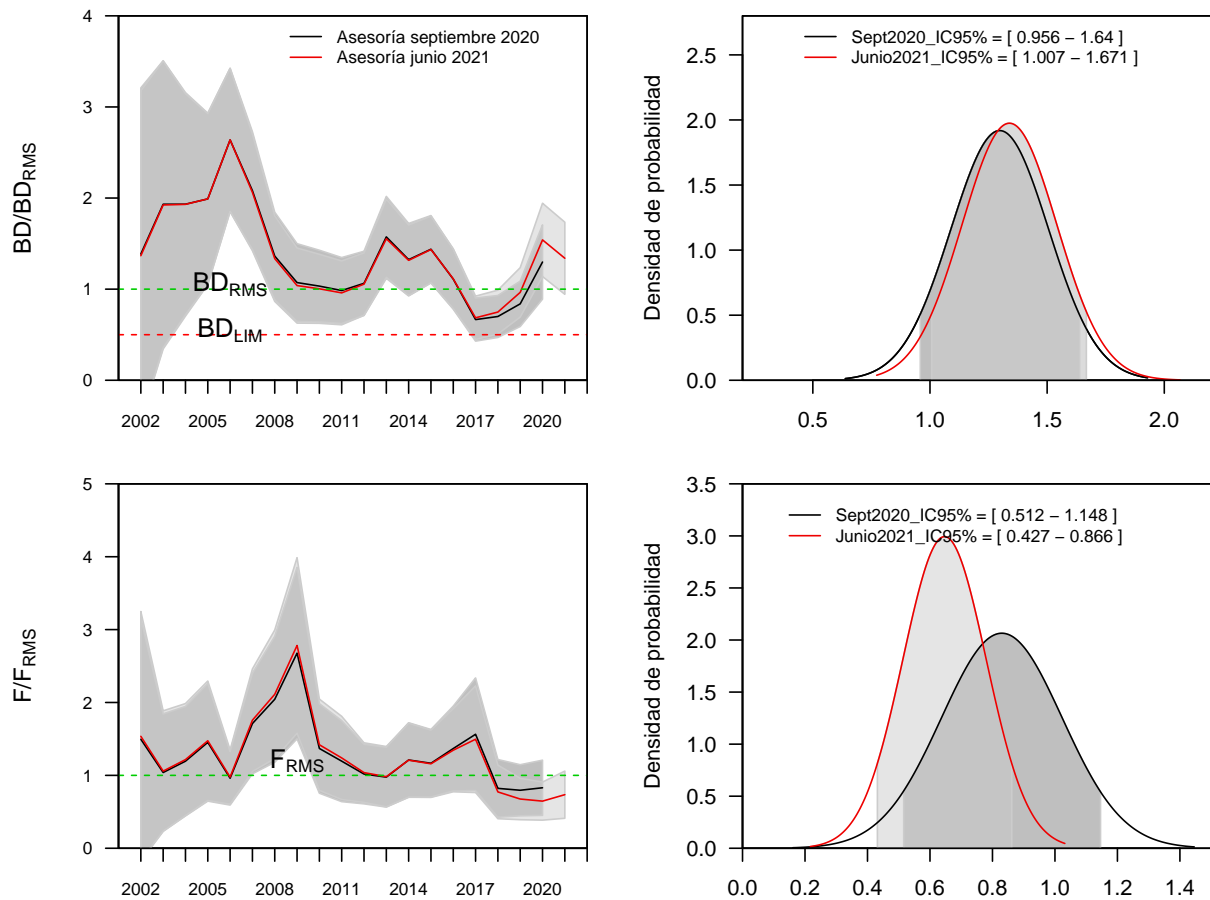 4
3
2
1
0
BD/BD_RMS
Asesoría septiembre 2020
Asesoría junio 2021
BD_RMS
BD_LIM
2002 2005 2008 2011 2014 2017 2020
2.5
2.0
1.5
1.0
0.5
0.0
Densidad de probabilidad
Sept2020_IC95% = [ 0.956 − 1.64 ]
Junio2021_IC95% = [ 1.007 − 1.671 ]
0.5 1.0 1.5 2.0
5
4
3
2
1
0
F/F_RMS
F_RMS
2002 2005 2008 2011 2014 2017 2020
3.5
3.0
2.5
2.0
1.5
1.0
0.5
0.0
Densidad de probabilidad
Sept2020_IC95% = [ 0.512 − 1.148 ]
Junio2021_IC95% = [ 0.427 − 0.866 ]
0.0 0.2 0.4 0.6 0.8 1.0 1.2 1.4